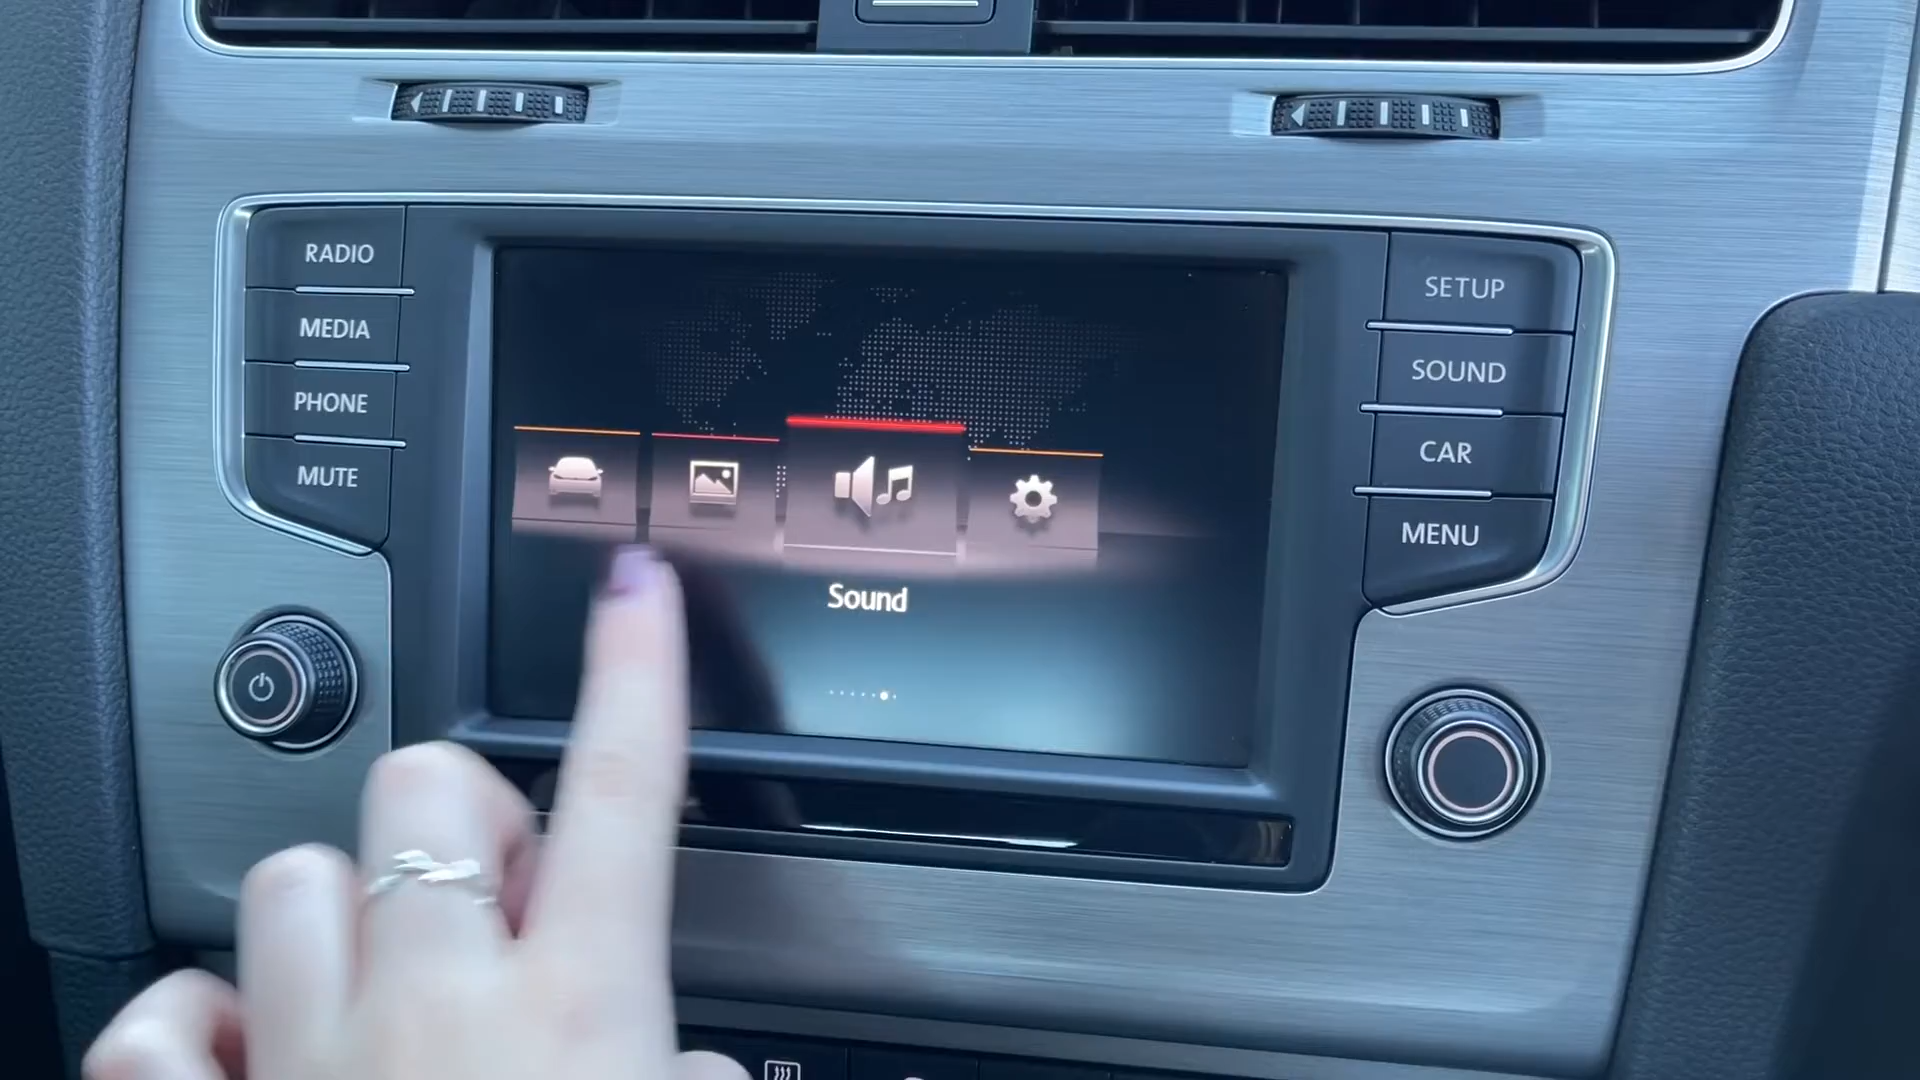 RADIO
MEDIA
PHONE
MUTE
SETUP
SOUND
CAR
MENU
Sound